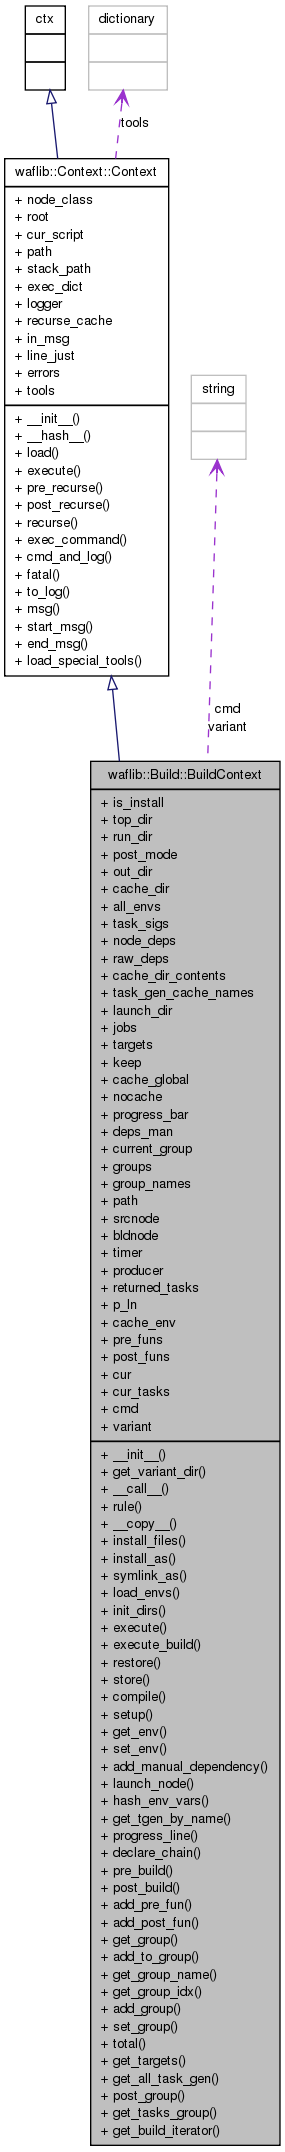 ctx
dictionary
tools
waflib::Context::Context
+ node_class
+ root
+ cur_script
+ path
+ stack_path
+ exec_dict
+ logger
+ recurse_cache
+ in_msg
+ line_just
+ errors
+ tools
+ __init__()
+ __hash__()
+ load()
+ execute()
+ pre_recurse()
+ post_recurse()
+ recurse()
+ exec_command()
+ cmd_and_log()
+ fatal()
+ to_log()
+ msg()
+ start_msg()
+ end_msg()
+ load_special_tools()
string
cmd
variant
waflib::Build::BuildContext
+ is_install
+ top_dir
+ run_dir
+ post_mode
+ out_dir
+ cache_dir
+ all_envs
+ task_sigs
+ node_deps
+ raw_deps
+ cache_dir_contents
+ task_gen_cache_names
+ launch_dir
+ jobs
+ targets
+ keep
+ cache_global
+ nocache
+ progress_bar
+ deps_man
+ current_group
+ groups
+ group_names
+ path
+ srcnode
+ bldnode
+ timer
+ producer
+ returned_tasks
+ p_ln
+ cache_env
+ pre_funs
+ post_funs
+ cur
+ cur_tasks
+ cmd
+ variant
+ __init__()
+ get_variant_dir()
+ __call__()
+ rule()
+ __copy__()
+ install_files()
+ install_as()
+ symlink_as()
+ load_envs()
+ init_dirs()
+ execute()
+ execute_build()
+ restore()
+ store()
+ compile()
+ setup()
+ get_env()
+ set_env()
+ add_manual_dependency()
+ launch_node()
+ hash_env_vars()
+ get_tgen_by_name()
+ progress_line()
+ declare_chain()
+ pre_build()
+ post_build()
+ add_pre_fun()
+ add_post_fun()
+ get_group()
+ add_to_group()
+ get_group_name()
+ get_group_idx()
+ add_group()
+ set_group()
+ total()
+ get_targets()
+ get_all_task_gen()
+ post_group()
+ get_tasks_group()
+ get_build_iterator()